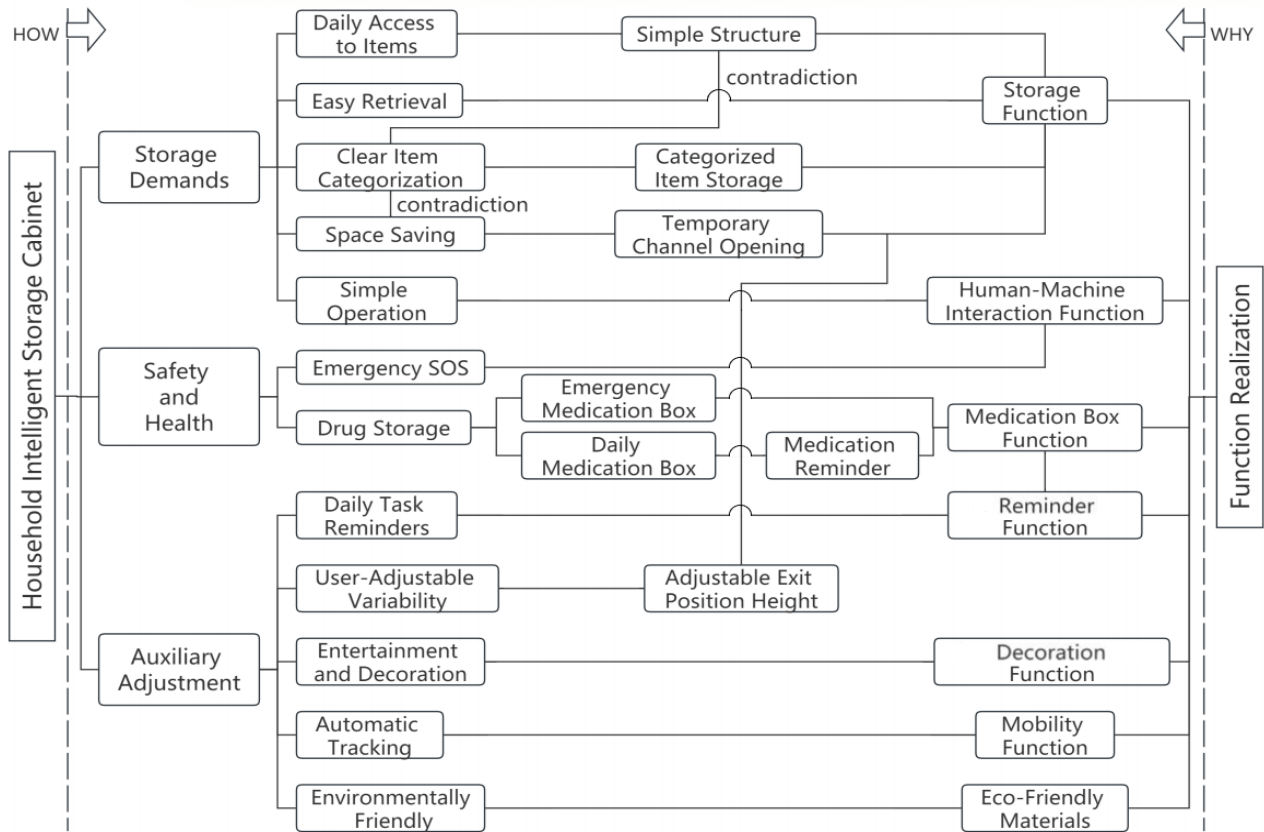 HOW
WHY
Household Intelligent Storage Cabinet
Function Realization
Storage
Demands
Safety
and
Health
Auxiliary
Adjustment
Daily Access
to Items
Simple Structure
contradiction
Easy Retrieval
Storage
Function
Clear Item
Categorization
Categorized
Item Storage
contradiction
Space Saving
Temporary
Channel Opening
Simple
Operation
Human-Machine
Interaction Function
Emergency SOS
Drug Storage
Emergency
Medication Box
Daily
Medication Box
Medication
Reminder
Medication Box
Function
Daily Task
Reminders
Reminder
Function
User-Adjustable
Variability
Adjustable Exit
Position Height
Entertainment
and Decoration
Decoration
Function
Automatic
Tracking
Mobility
Function
Environmentally
Friendly
Eco-Friendly
Materials